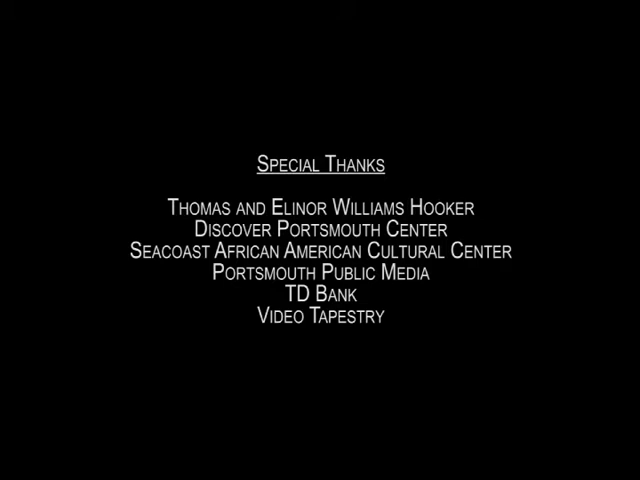 Special Thanks
Thomas and Elinor Williams Hooker
Discover Portsmouth Center
Seacoast African American Cultural Center
Portsmouth Public Media
TD Bank
Video Tapestry